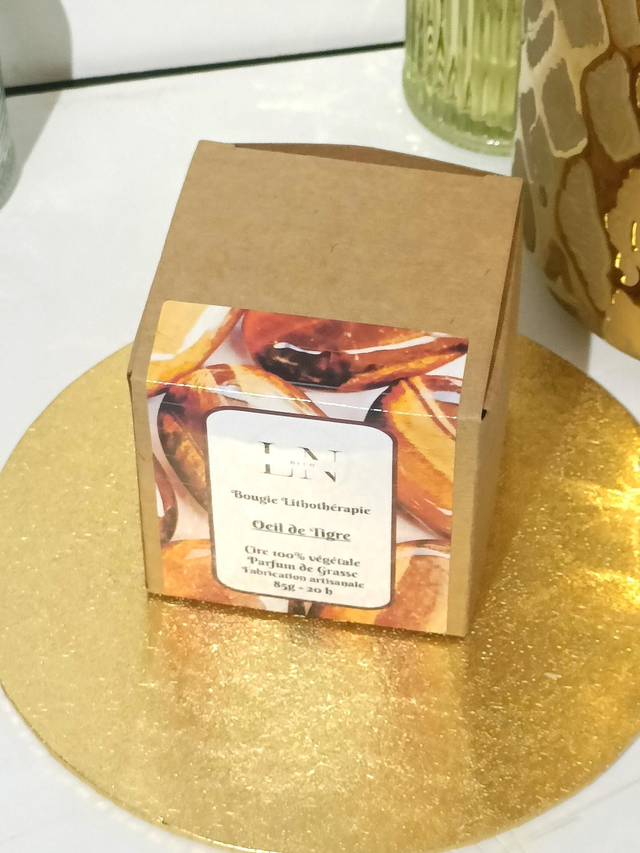 LN
Bougie Lithothérapie
Oeil de Tigre
Cire 100% végétale
Parfum de Grasse
Fabrication artisanale
85g - 20 h